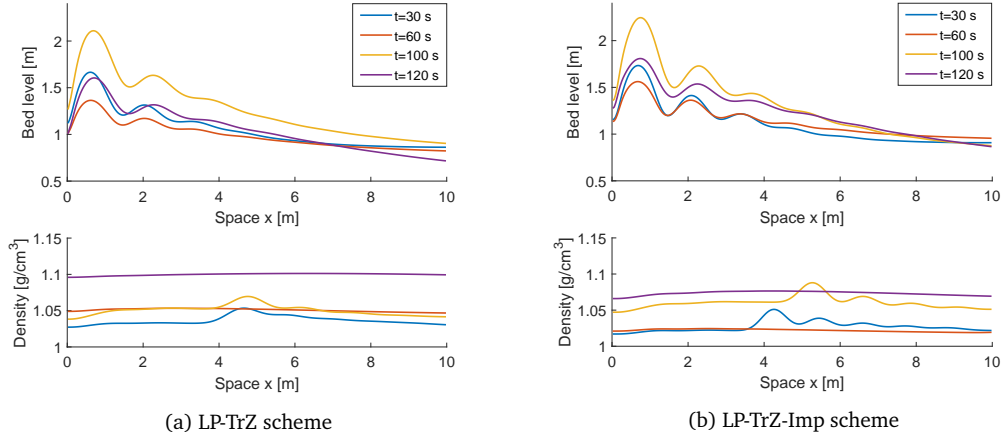 t=30 s
t=60 s
t=100 s
t=120 s
Bed level [m]
2
1.5
1
0.5
0 2 4 6 8 10
Space x [m]
Density [g/cm³]
1.15
1.1
1.05
1
0 2 4 6 8 10
Space x [m]
(a) LP-TrZ scheme
t=30 s
t=60 s
t=100 s
t=120 s
Bed level [m]
2
1.5
1
0.5
0 2 4 6 8 10
Space x [m]
Density [g/cm³]
1.15
1.1
1.05
1
0 2 4 6 8 10
Space x [m]
(b) LP-TrZ-Imp scheme